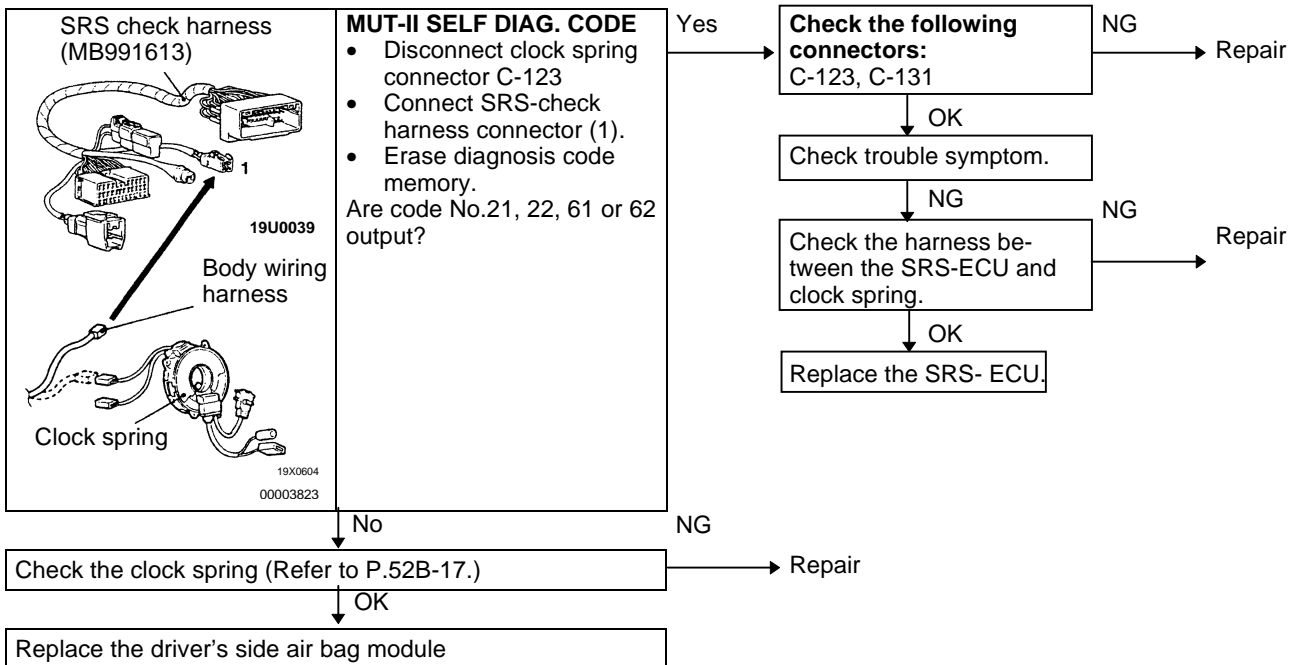 SRS check harness
(MB991613)
1
19U0039
Body wiring
harness
Clock spring
19X0604
00003823
MUT-II SELF DIAG. CODE
• Disconnect clock spring
connector C-123
• Connect SRS-check
harness connector (1).
• Erase diagnosis code
memory.
Are code No.21, 22, 61 or 62
output?
Yes
Check the following
connectors:
C-123, C-131
NG
Repair
OK
Check trouble symptom.
NG
Check the harness be-
tween the SRS-ECU and
clock spring.
NG
Repair
OK
Replace the SRS- ECU.
No
Check the clock spring (Refer to P.52B-17.)
NG
Repair
OK
Replace the driver's side air bag module